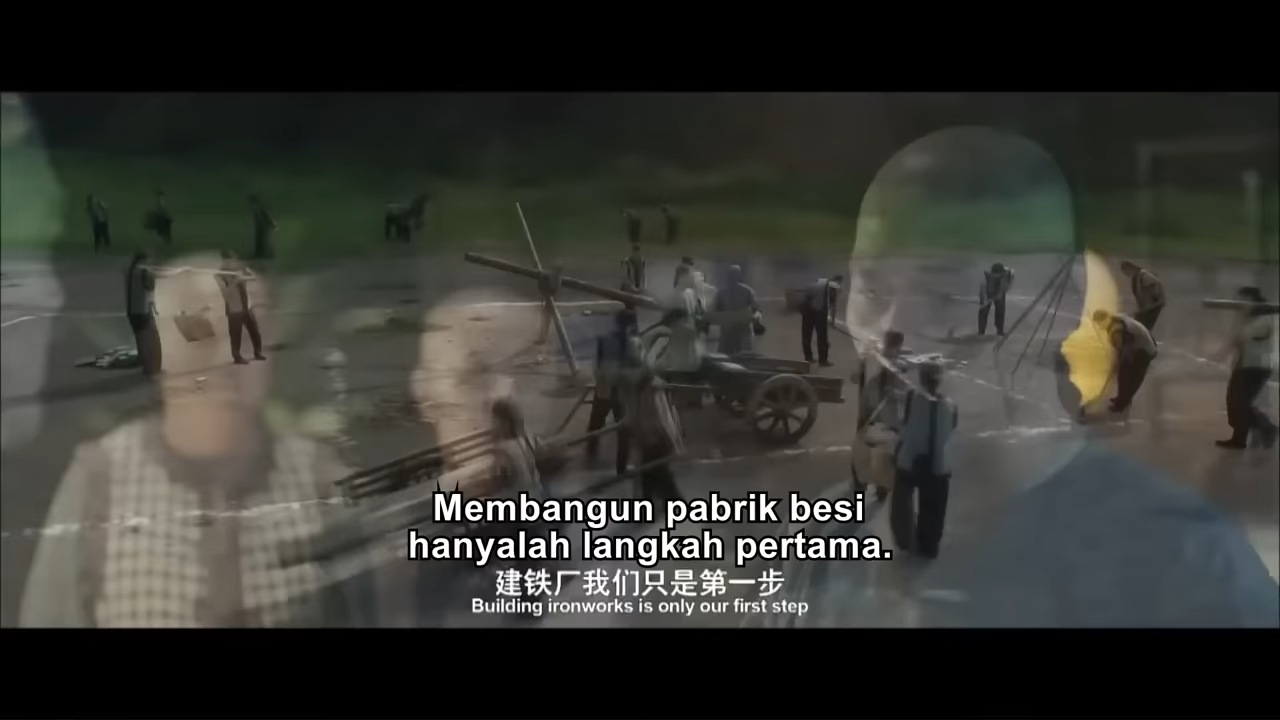 Membangun pabrik besi
hanyalah langkah pertama.
建铁厂我们只是第一步
Building ironworks is only our first step